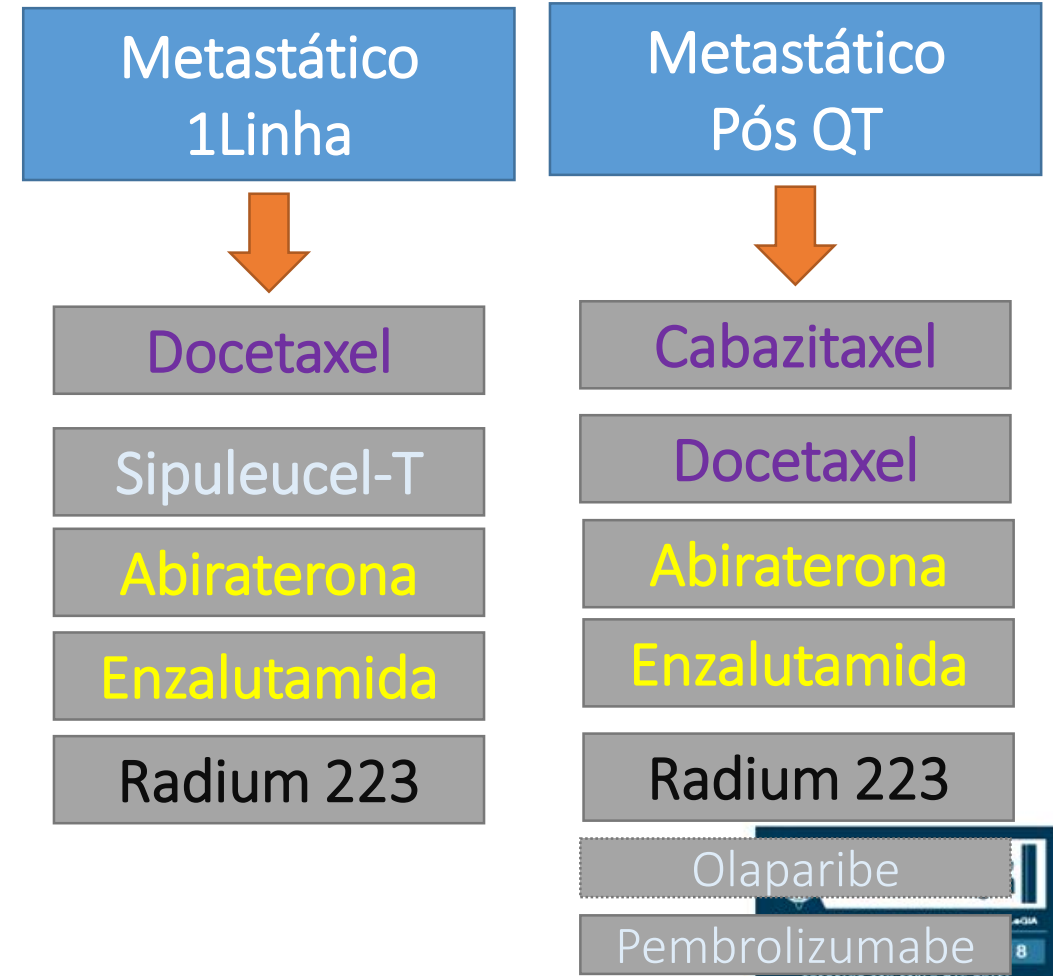 Metastático
1Linha
Docetaxel
Sipuleucel-T
Abiraterona
Enzalutamida
Radium 223
Metastático
Pós QT
Cabazitaxel
Docetaxel
Abiraterona
Enzalutamida
Radium 223
Olaparibe
Pembrolizumabe
8